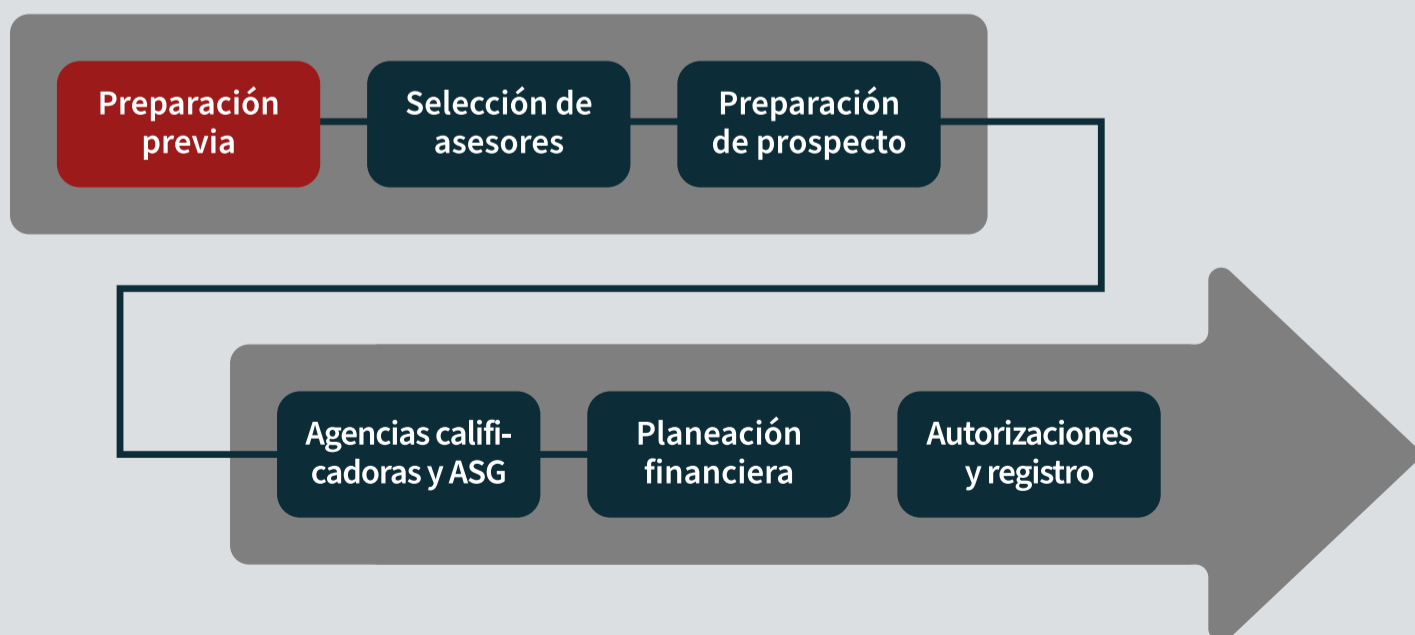 Preparación
previa
Selección de
asesores
Preparación
de prospecto
Agencias califi-
cadoras y ASG
Planeación
financiera
Autorizaciones
y registro